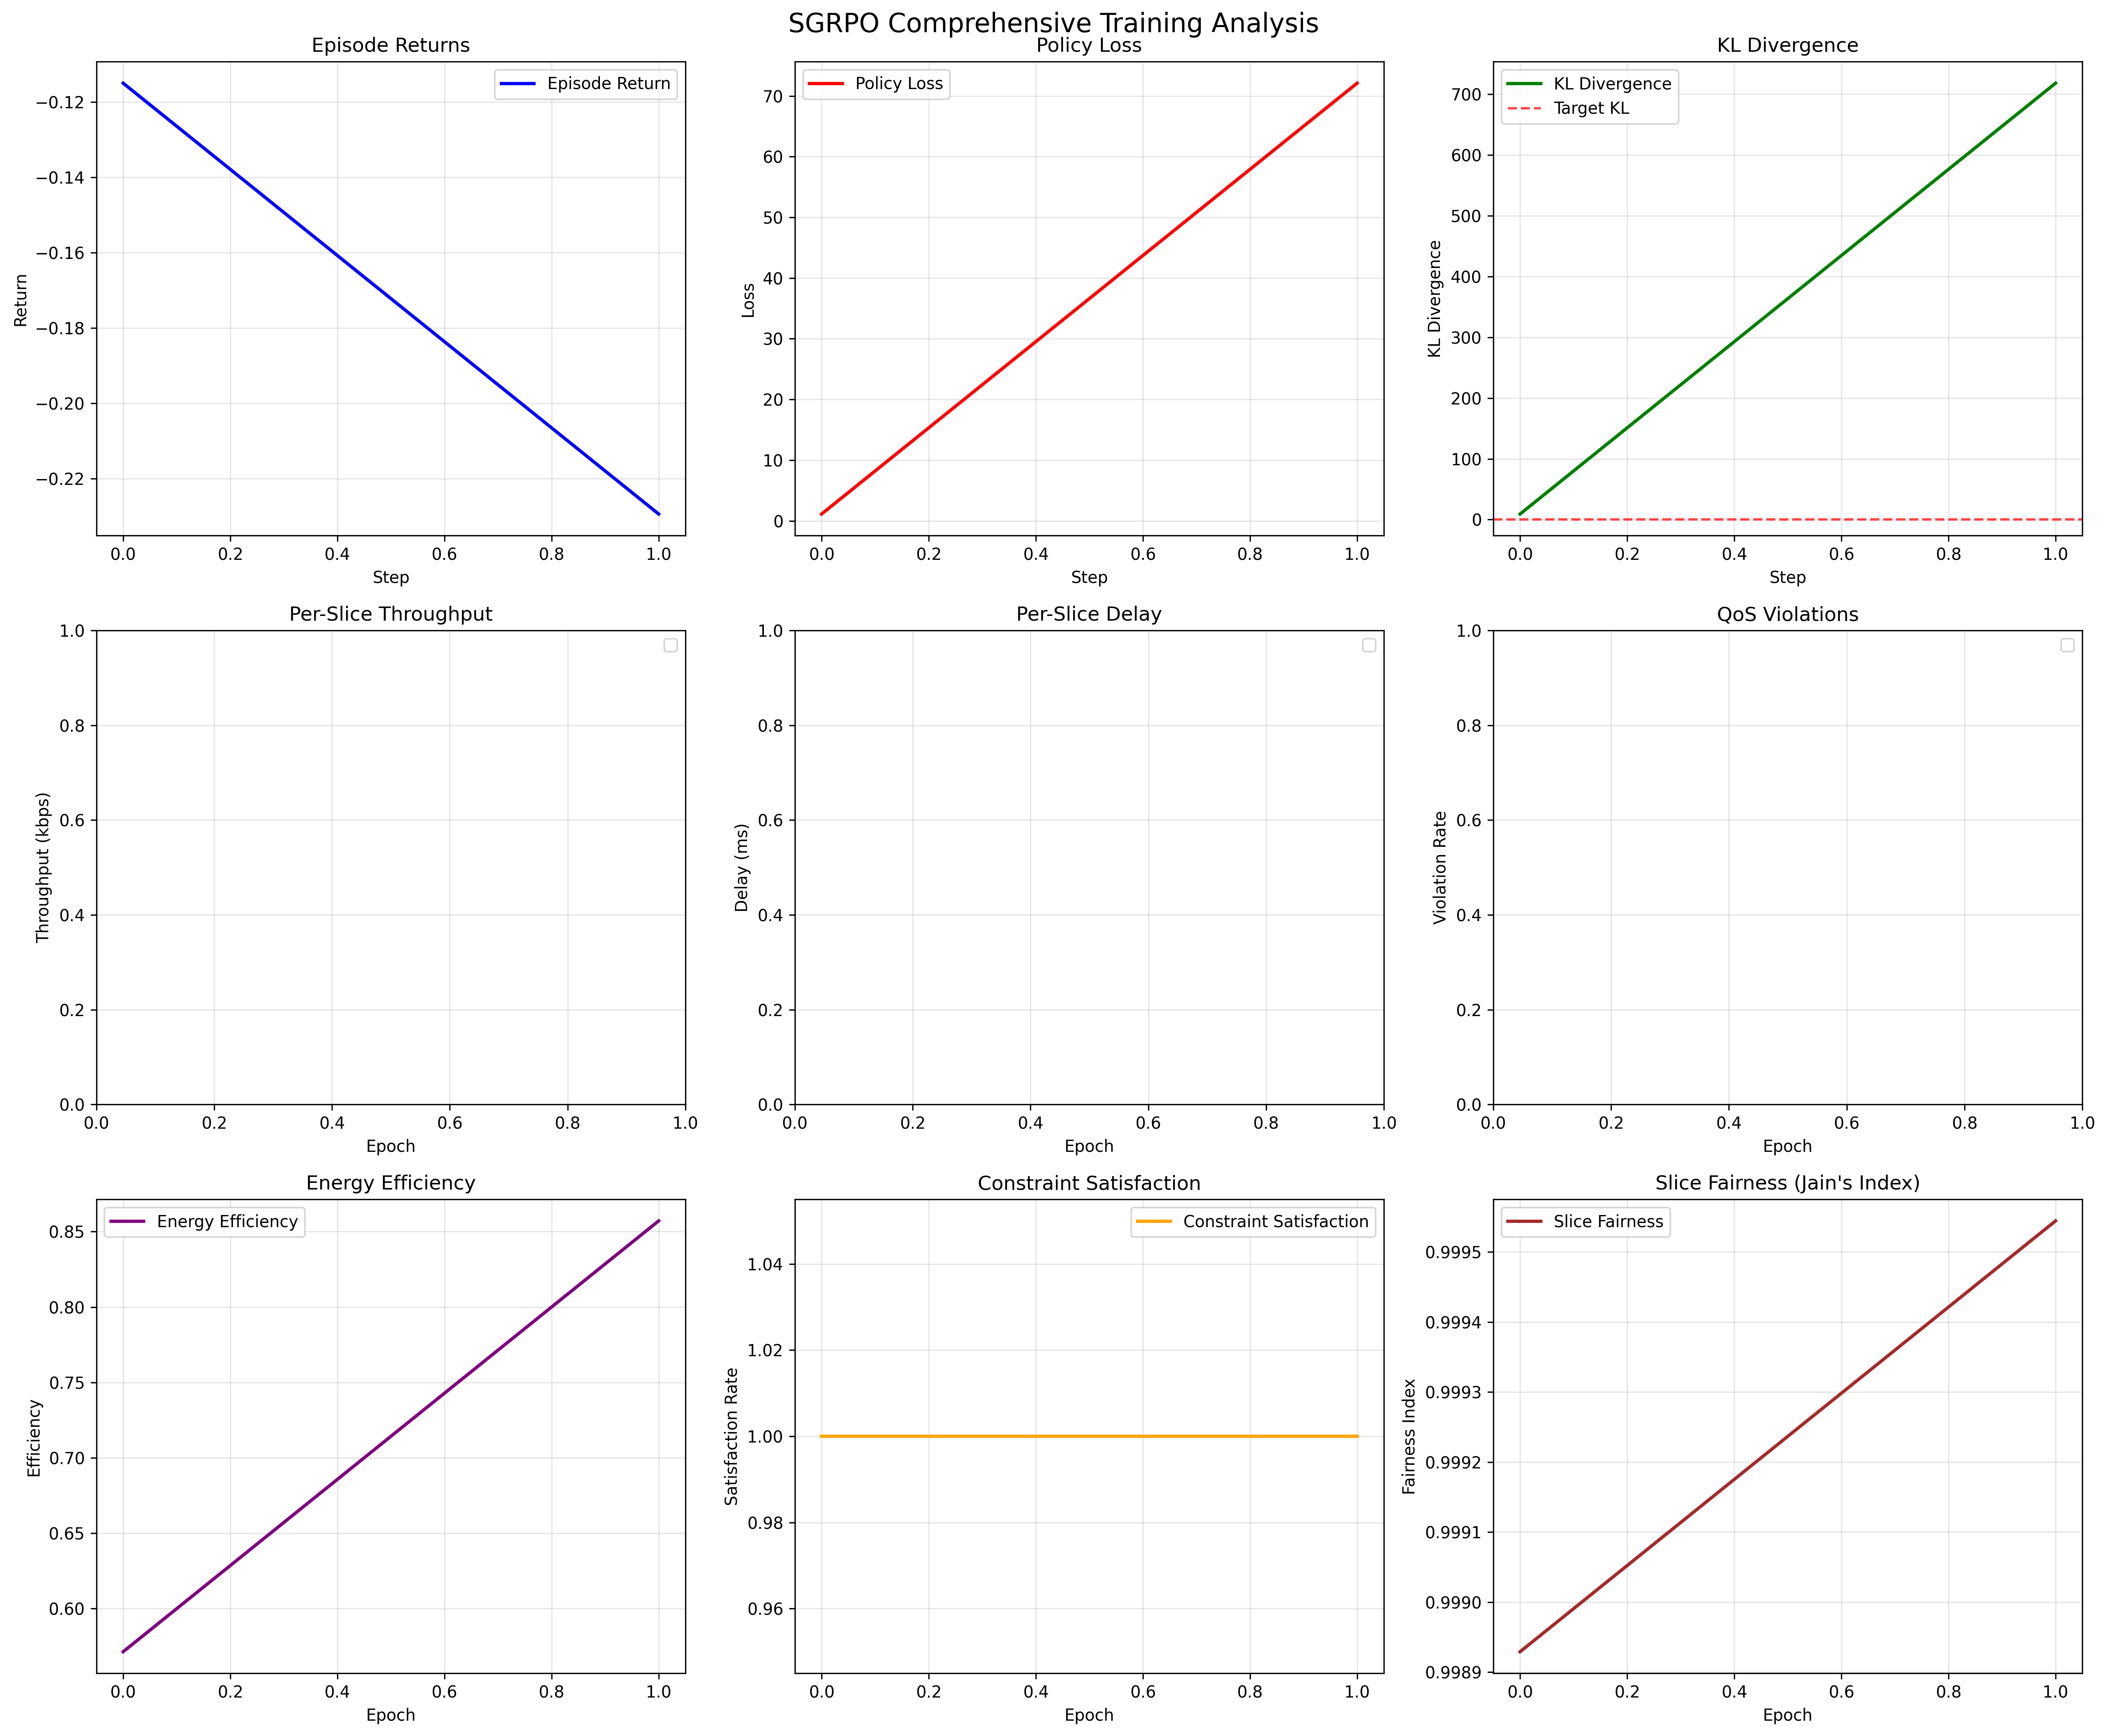 SGRPO Comprehensive Training Analysis
Episode Returns
Episode Return
−0.12
−0.14
−0.16
−0.18
−0.20
−0.22
Return
0.0 0.2 0.4 0.6 0.8 1.0
Step
Policy Loss
Policy Loss
70
60
50
40
30
20
10
0
Loss
0.0 0.2 0.4 0.6 0.8 1.0
Step
KL Divergence
KL Divergence
Target KL
700
600
500
400
300
200
100
0
KL Divergence
0.0 0.2 0.4 0.6 0.8 1.0
Step
Per-Slice Throughput
1.0
0.8
0.6
0.4
0.2
0.0
Throughput (kbps)
0.0 0.2 0.4 0.6 0.8 1.0
Epoch
Per-Slice Delay
1.0
0.8
0.6
0.4
0.2
0.0
Delay (ms)
0.0 0.2 0.4 0.6 0.8 1.0
Epoch
QoS Violations
1.0
0.8
0.6
0.4
0.2
0.0
Violation Rate
0.0 0.2 0.4 0.6 0.8 1.0
Epoch
Energy Efficiency
Energy Efficiency
0.85
0.80
0.75
0.70
0.65
0.60
Efficiency
0.0 0.2 0.4 0.6 0.8 1.0
Epoch
Constraint Satisfaction
Constraint Satisfaction
1.04
1.02
1.00
0.98
0.96
Satisfaction Rate
0.0 0.2 0.4 0.6 0.8 1.0
Epoch
Slice Fairness (Jain's Index)
Slice Fairness
0.9995
0.9994
0.9993
0.9992
0.9991
0.9990
0.9989
Fairness Index
0.0 0.2 0.4 0.6 0.8 1.0
Epoch